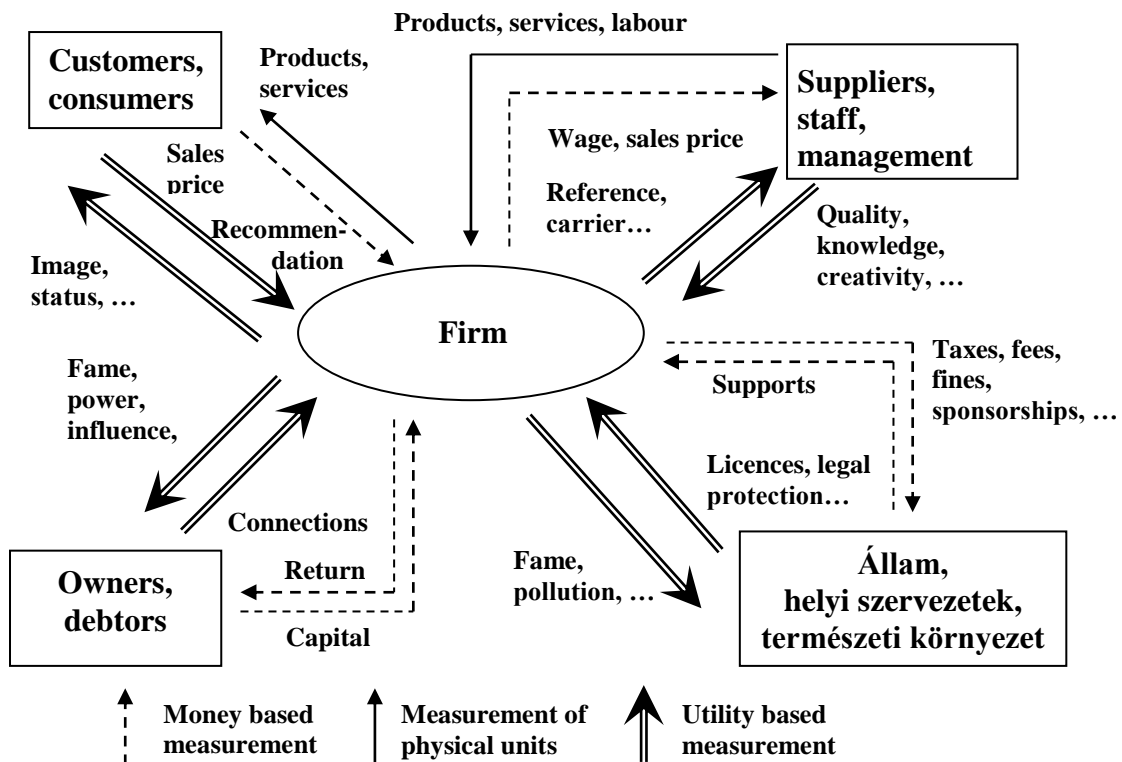 Products, services, labour
Customers,
consumers
Products,
services
Suppliers,
staff,
management
Wage, sales price
Sales
price
Reference,
carrier…
Quality,
knowledge,
creativity, …
Recommen-
dation
Image,
status, …
Firm
Taxes, fees,
fines,
sponsorships, …
Supports
Fame,
power,
influence,
Licences, legal
protection…
Connections
Owners,
debtors
Return
Capital
Fame,
pollution, …
Állam,
helyi szervezetek,
természeti környezet
Money based
measurement
Measurement of
physical units
Utility based
measurement